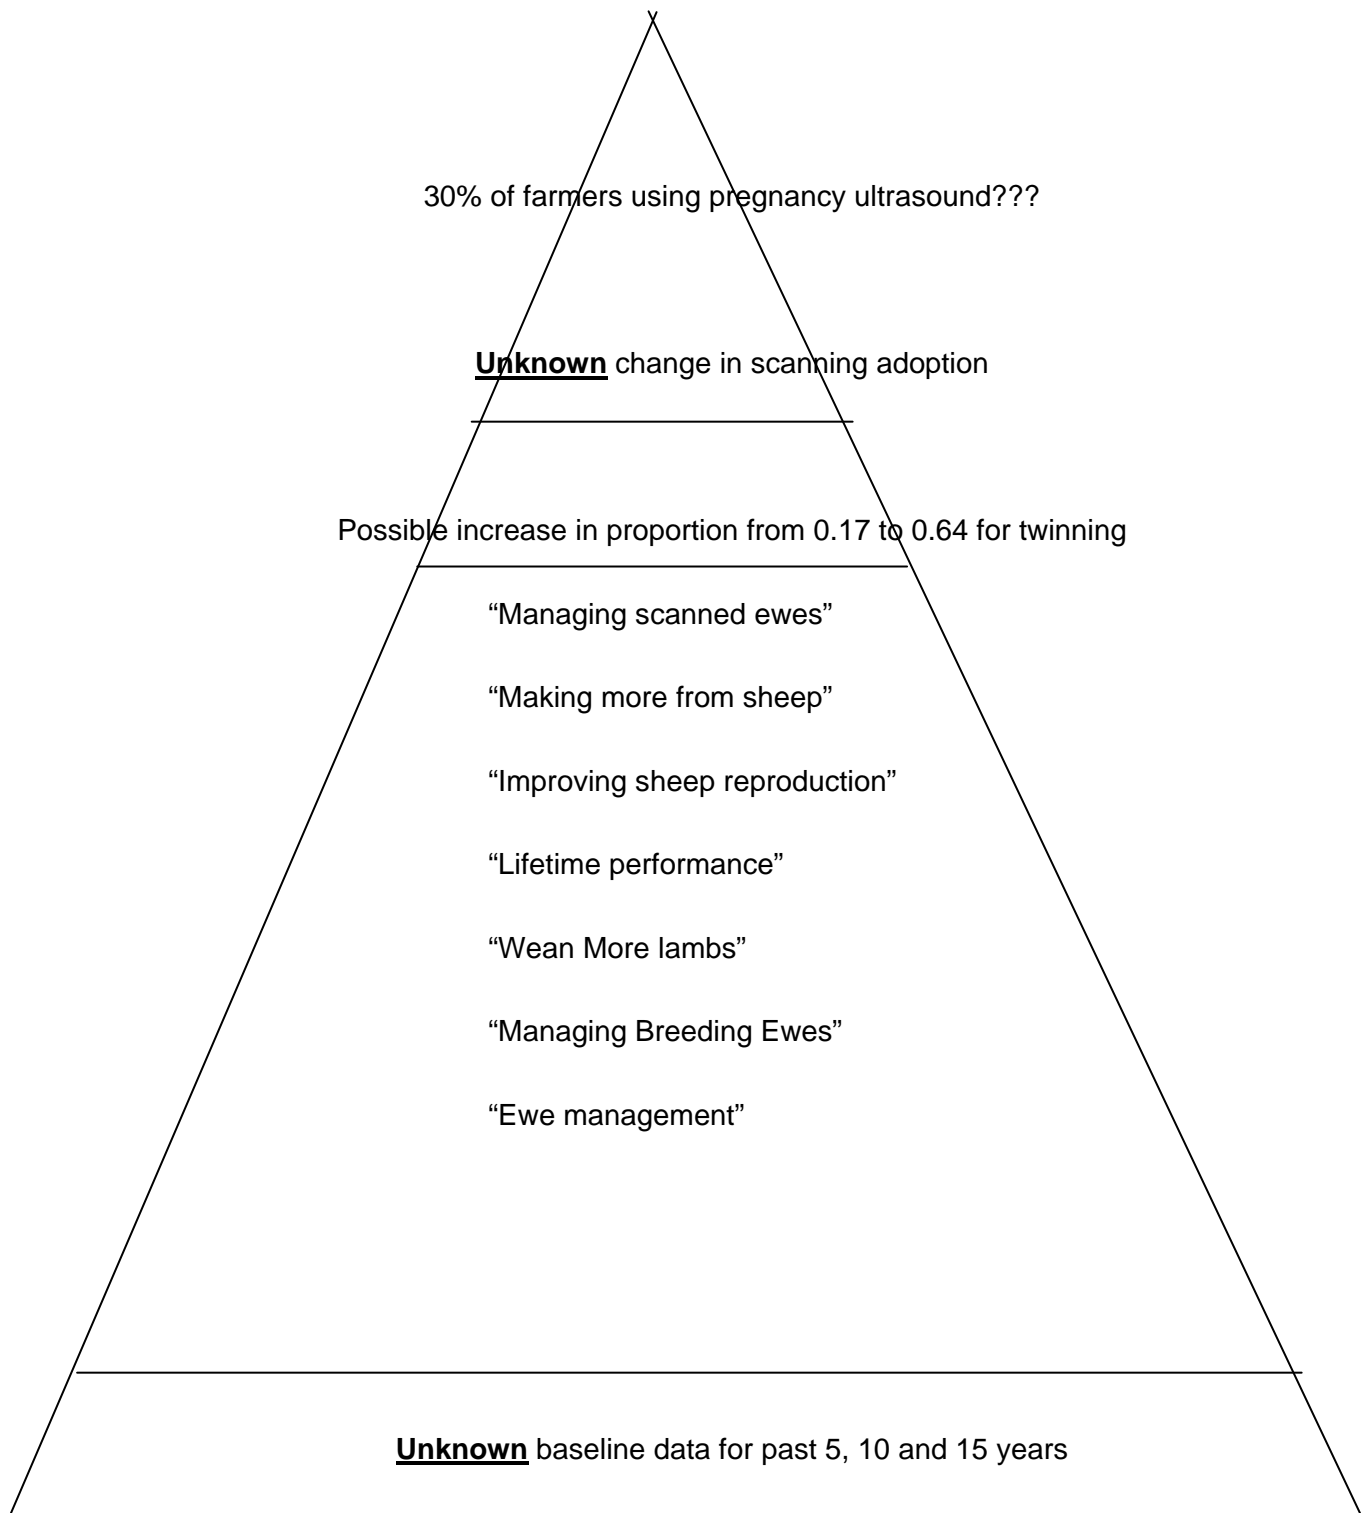 30% of farmers using pregnancy ultrasound???
Unknown change in scanning adoption
Possible increase in proportion from 0.17 to 0.64 for twinning
“Managing scanned ewes”
“Making more from sheep”
“Improving sheep reproduction”
“Lifetime performance”
“Wean More lambs”
“Managing Breeding Ewes”
“Ewe management”
Unknown baseline data for past 5, 10 and 15 years